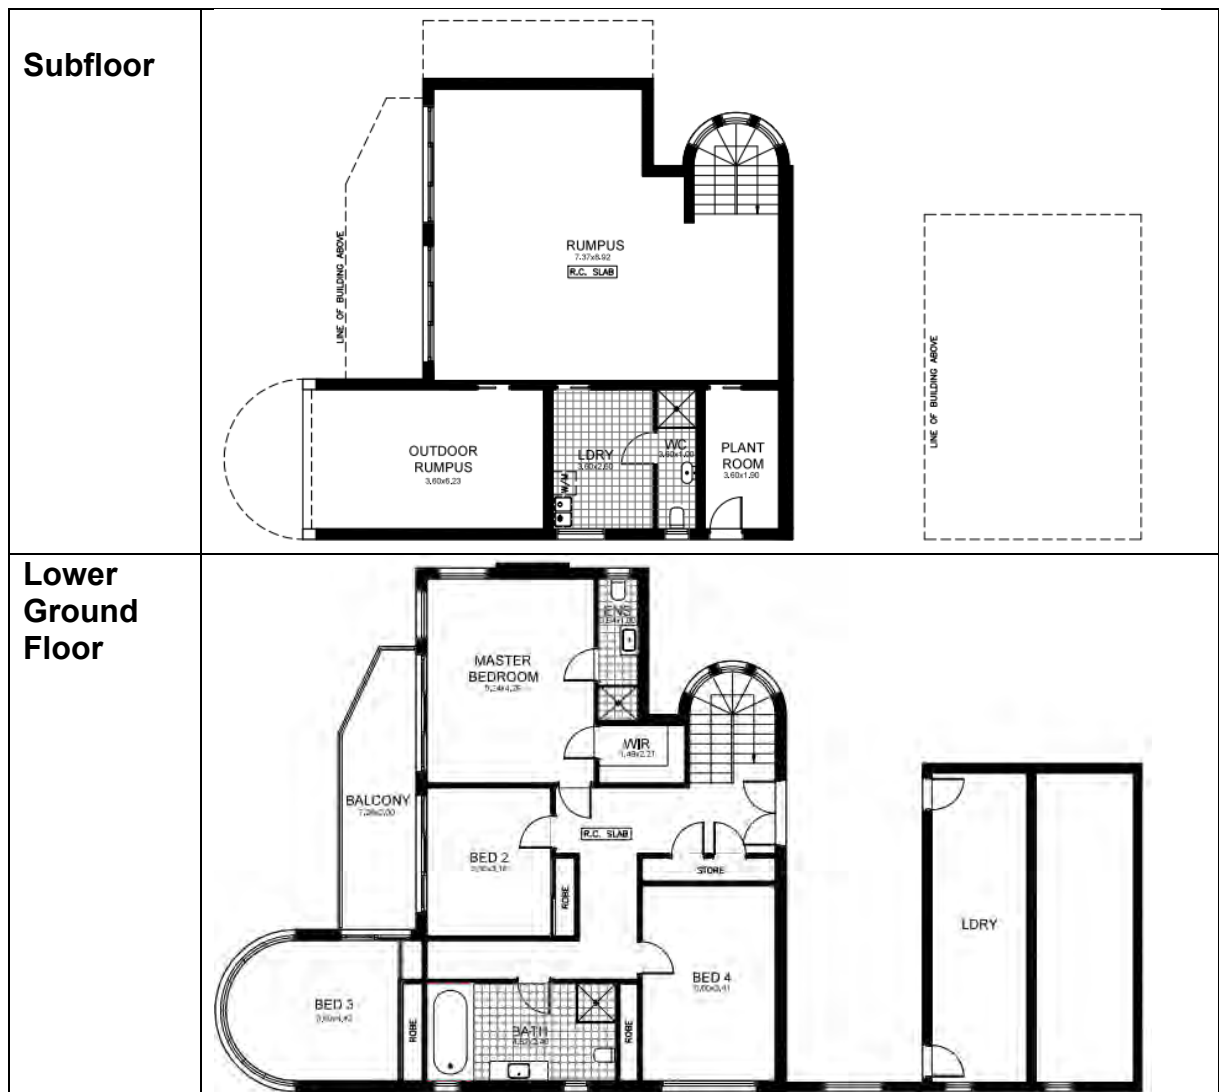 Subfloor
RUMPUS
7.37x8.92
R.C. SLAB
LINE OF BUILDING ABOVE
LINE OF BUILDING ABOVE
OUTDOOR
RUMPUS
3.60x6.23
LDRY
3.60x2.60
W/M
WC
3.60x1.00
PLANT
ROOM
3.60x1.90
Lower
Ground
Floor
ENS
MASTER
BEDROOM
WIR
BALCONY
R.C. SLAB
BED 2
STORE
ROBE
LDRY
BED 4
BED 3
ROBE
BATH
ROBE